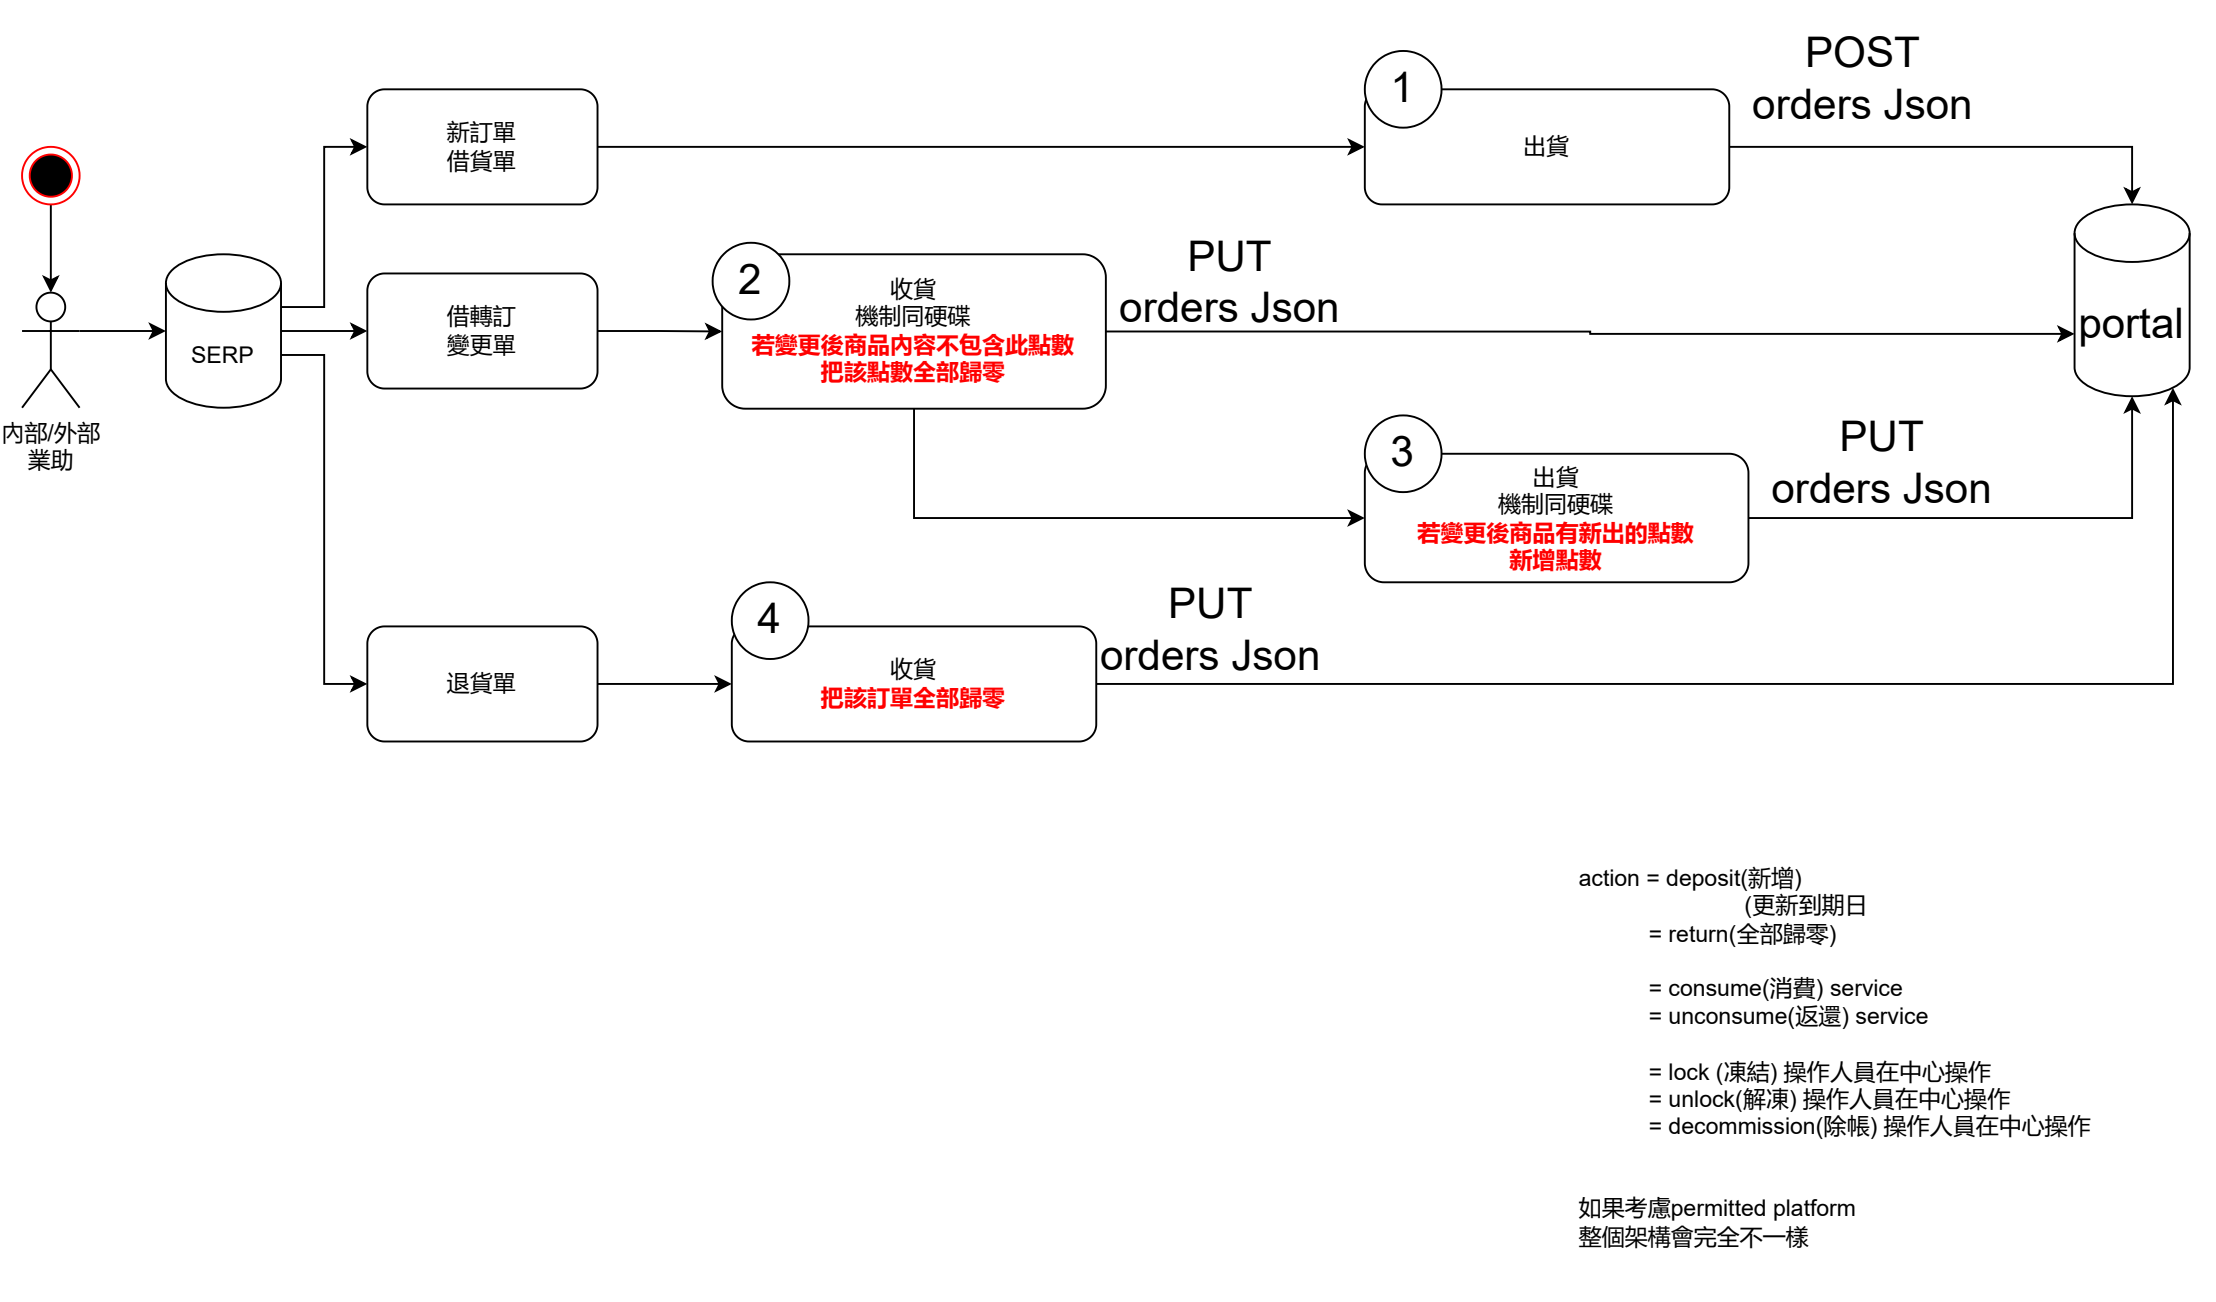 POST
orders Json
1
新訂單
借貨單
出貨
2
收貨
機制同硬碟
若變更後商品內容不包含此點數
把該點數全部歸零
PUT
orders Json
借轉訂
變更單
SERP
portal
內部/外部
業助
3
出貨
機制同硬碟
若變更後商品有新出的點數
新增點數
PUT
orders Json
4
收貨
把該訂單全部歸零
PUT
orders Json
退貨單
action = deposit(新增)
(更新到期日
= return(全部歸零)
= consume(消費) service
= unconsume(返還) service
= lock (凍結) 操作人員在中心操作
= unlock(解凍) 操作人員在中心操作
= decommission(除帳) 操作人員在中心操作
如果考慮permitted platform
整個架構會完全不一樣